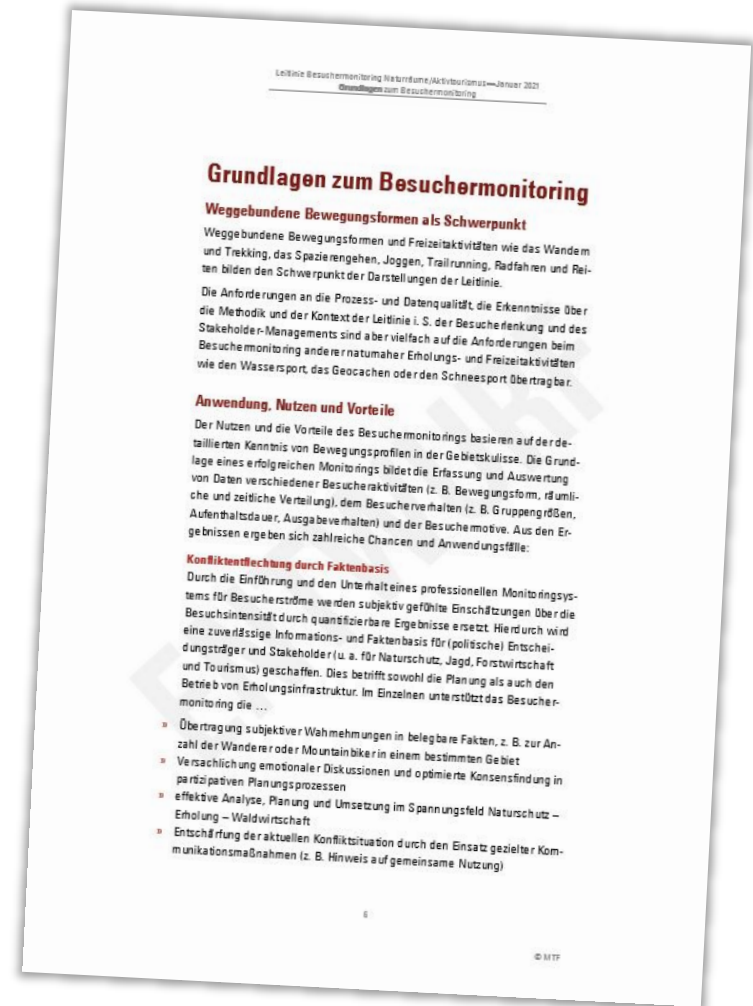 Leitlinie Besuchermonitoring Naturräume/Aktivtourismus—Januar 2021
Grundlagen zum Besuchermonitoring
Grundlagen zum Besuchermonitoring
Weggebundene Bewegungsformen als Schwerpunkt
Weggebundene Bewegungsformen und Freizeitaktivitäten wie das Wandern
und Trekking, das Spazierengehen, Joggen, Trailrunning, Radfahren und Rei-
ten bilden den Schwerpunkt der Darstellungen der Leitlinie.
Die Anforderungen an die Prozess- und Datenqualität, die Erkenntnisse über
die Methodik und der Kontext der Leitlinie i. S. der Besucherlenkung und des
Stakeholder-Managements sind aber vielfach auf die Anforderungen beim
Besuchermonitoring anderer naturnaher Erholungs- und Freizeitaktivitäten
wie den Wassersport, das Geocachen oder den Schneesport übertragbar.
Anwendung, Nutzen und Vorteile
Der Nutzen und die Vorteile des Besuchermonitorings basieren auf der de-
taillierten Kenntnis von Bewegungsprofilen in der Gebietskulisse. Die Grund-
lage eines erfolgreichen Monitorings bildet die Erfassung und Auswertung
von Daten verschiedener Besucheraktivitäten (z. B. Bewegungsform, räumli-
che und zeitliche Verteilung), dem Besucherverhalten (z. B. Gruppengrößen,
Aufenthaltsdauer, Ausgabeverhalten) und der Besuchermotive. Aus den Er-
gebnissen ergeben sich zahlreiche Chancen und Anwendungsfälle:
Konfliktentflechtung durch Faktenbasis
Durch die Einführung und den Unterhalt eines professionellen Monitoringsys-
tems für Besucherströme werden subjektiv gefühlte Einschätzungen über die
Besuchsintensität durch quantifizierbare Ergebnisse ersetzt. Hierdurch wird
eine zuverlässige Informations- und Faktenbasis für (politische) Entschei-
dungsträger und Stakeholder (u. a. für Naturschutz, Jagd, Forstwirtschaft
und Tourismus) geschaffen. Dies betrifft sowohl die Planung als auch den
Betrieb von Erholungsinfrastruktur. Im Einzelnen unterstützt das Besucher-
monitoring die …
» Übertragung subjektiver Wahrnehmungen in belegbare Fakten, z. B. zur An-
zahl der Wanderer oder Mountainbiker in einem bestimmten Gebiet
» Versachlichung emotionaler Diskussionen und optimierte Konsensfindung in
partizipativen Planungsprozessen
» effektive Analyse, Planung und Umsetzung im Spannungsfeld Naturschutz –
Erholung – Waldwirtschaft
» Entschärfung der aktuellen Konfliktsituation durch den Einsatz gezielter Kom-
munikationsmaßnahmen (z. B. Hinweis auf gemeinsame Nutzung)
6
© MTF
ENTWURF